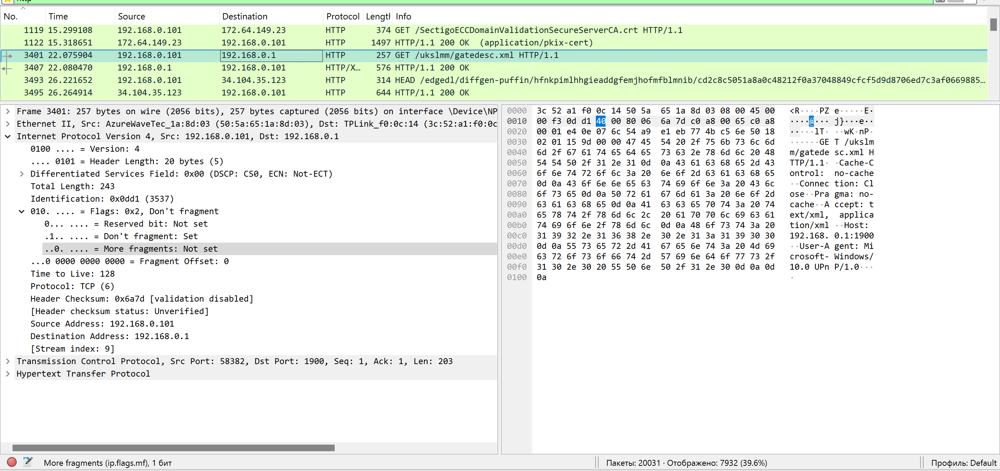 http
No. Time Source Destination Protocol Length Info
1119 15.299108 192.168.0.101 172.64.149.23 HTTP 374 GET /SectigoECCDomainValidationSecureServerCA.crt HTTP/1.1
1122 15.318651 172.64.149.23 192.168.0.101 HTTP 1497 HTTP/1.1 200 OK (application/pkix-cert)
3401 22.075904 192.168.0.101 192.168.0.1 HTTP 257 GET /ukslmm/gatedesc.xml HTTP/1.1
3407 22.080470 192.168.0.1 192.168.0.101 HTTP/X… 576 HTTP/1.1 200 OK
3493 26.221652 192.168.0.101 34.104.35.123 HTTP 314 HEAD /edgedl/diffgen-puffin/hfnkpimlhhgieaddgfemjhofmfblmnib/cd2c8c5051a8a0c48212f0a37048849cfcf5d9d8706ed7c3af0669885…
3495 26.264914 34.104.35.123 192.168.0.101 HTTP 644 HTTP/1.1 200 OK
Frame 3401: 257 bytes on wire (2056 bits), 257 bytes captured (2056 bits) on interface \Device\NP
Ethernet II, Src: AzureWaveTec_1a:8d:03 (50:5a:65:1a:8d:03), Dst: TPLink_f0:0c:14 (3c:52:a1:f0:0c
Internet Protocol Version 4, Src: 192.168.0.101, Dst: 192.168.0.1
0100 .... = Version: 4
.... 0101 = Header Length: 20 bytes (5)
Differentiated Services Field: 0x00 (DSCP: CS0, ECN: Not-ECT)
Total Length: 243
Identification: 0x0dd1 (3537)
010. .... = Flags: 0x2, Don't fragment
0... .... = Reserved bit: Not set
.1.. .... = Don't fragment: Set
..0. .... = More fragments: Not set
...0 0000 0000 0000 = Fragment Offset: 0
Time to Live: 128
Protocol: TCP (6)
Header Checksum: 0x6a7d [validation disabled]
[Header checksum status: Unverified]
Source Address: 192.168.0.101
Destination Address: 192.168.0.1
[Stream index: 9]
Transmission Control Protocol, Src Port: 58382, Dst Port: 1900, Seq: 1, Ack: 1, Len: 203
Hypertext Transfer Protocol
0000 3c 52 a1 f0 0c 14 50 5a 65 1a 8d 03 08 00 45 00 <R····PZ e·····E·
0010 00 f3 0d d1 40 00 80 06 6a 7d c0 a8 00 65 c0 a8 ····@··· j}···e··
0020 00 01 e4 0e 07 6c 54 a9 e1 eb 77 4b c5 6e 50 18 ·····lT· ··wK·nP·
0030 02 01 15 9d 00 00 47 45 54 20 2f 75 6b 73 6c 6d ······GE T /ukslm
0040 6d 2f 67 61 74 65 64 65 73 63 2e 78 6d 6c 20 48 m/gatede sc.xml H
0050 54 54 50 2f 31 2e 31 0d 0a 43 61 63 68 65 2d 43 TTP/1.1· ·Cache-C
0060 6f 6e 74 72 6f 6c 3a 20 6e 6f 2d 63 61 63 68 65 ontrol: no-cache
0070 0d 0a 43 6f 6e 6e 65 63 74 69 6f 6e 3a 20 43 6c ··Connec tion: Cl
0080 6f 73 65 0d 0a 50 72 61 67 6d 61 3a 20 6e 6f 2d ose··Pra gma: no-
0090 63 61 63 68 65 0d 0a 41 63 63 65 70 74 3a 20 74 cache··A ccept: t
00a0 65 78 74 2f 78 6d 6c 2c 20 61 70 70 6c 69 63 61 ext/xml, applica
00b0 74 69 6f 6e 2f 78 6d 6c 0d 0a 48 6f 73 74 3a 20 tion/xml ··Host:
00c0 31 39 32 2e 31 36 38 2e 30 2e 31 3a 31 39 30 30 192.168. 0.1:1900
00d0 0d 0a 55 73 65 72 2d 41 67 65 6e 74 3a 20 4d 69 ··User-A gent: Mi
00e0 63 72 6f 73 6f 66 74 2d 57 69 6e 64 6f 77 73 2f crosoft- Windows/
00f0 31 30 2e 30 20 55 50 6e 50 2f 31 2e 30 0d 0a 0d 10.0 UPn P/1.0···
0100 0a ·
More fragments (ip.flags.mf), 1 бит
Пакеты: 20031 · Отображено: 7932 (39.6%)
Профиль: Default